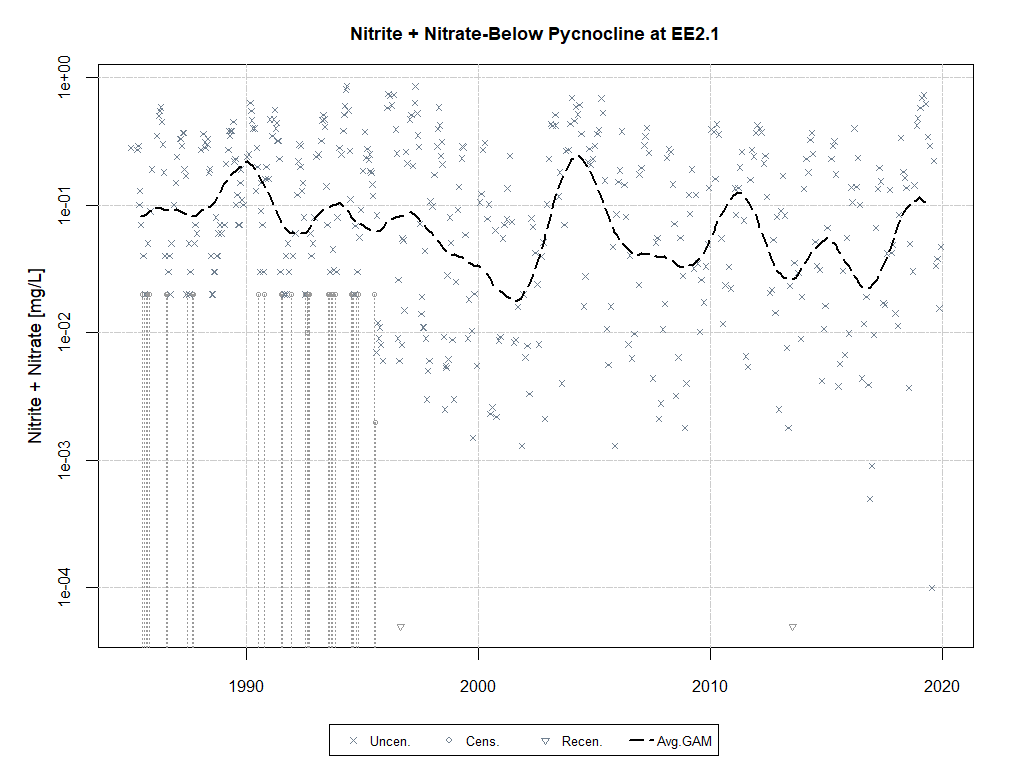 Nitrite + Nitrate-Below Pycnocline at EE2.1
Nitrite + Nitrate [mg/L]
1e+00
1e-01
1e-02
1e-03
1e-04
1990 2000 2010 2020
Uncen. Cens. Recen. Avg.GAM